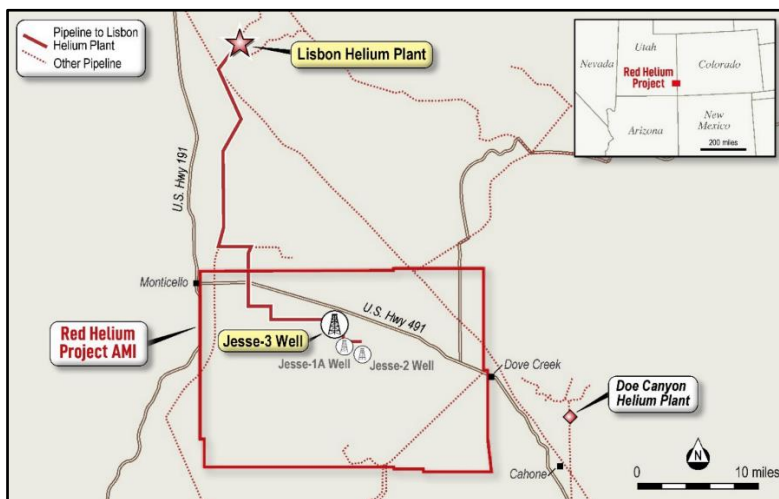 Pipeline to Lisbon
Helium Plant
Other Pipeline
Lisbon Helium Plant
Utah
Nevada
Colorado
Red Helium
Project
Arizona
New
Mexico
200 miles
U.S. Hwy 191
Monticello
U.S. Hwy 491
Red Helium
Project AMI
Jesse-3 Well
Jesse-1A Well
Jesse-2 Well
Dove Creek
Doe Canyon
Helium Plant
Cahone
N
0 10 miles